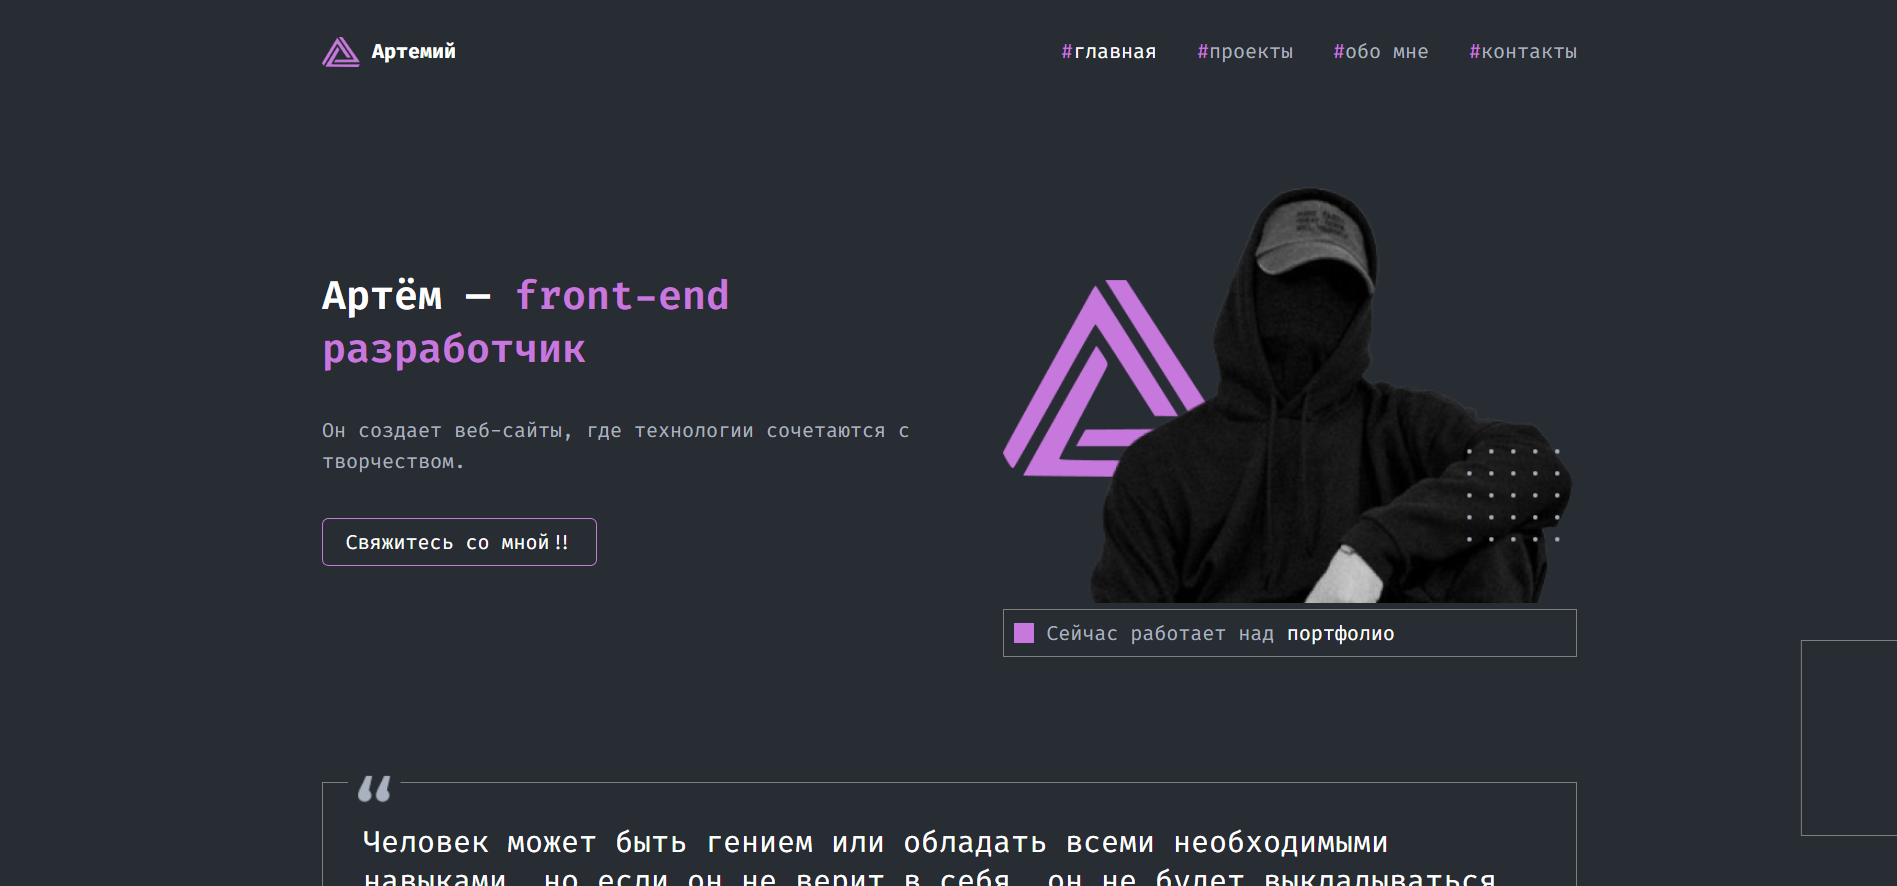 Артемий
#главная #проекты #обо мне #контакты
Артём — front-end
разработчик
Он создает веб-сайты, где технологии сочетаются с
творчеством.
Свяжитесь со мной!!
Сейчас работает над портфолио
“
Человек может быть гением или обладать всеми необходимыми
навыками, но если он не верит в себя, он не будет выкладываться